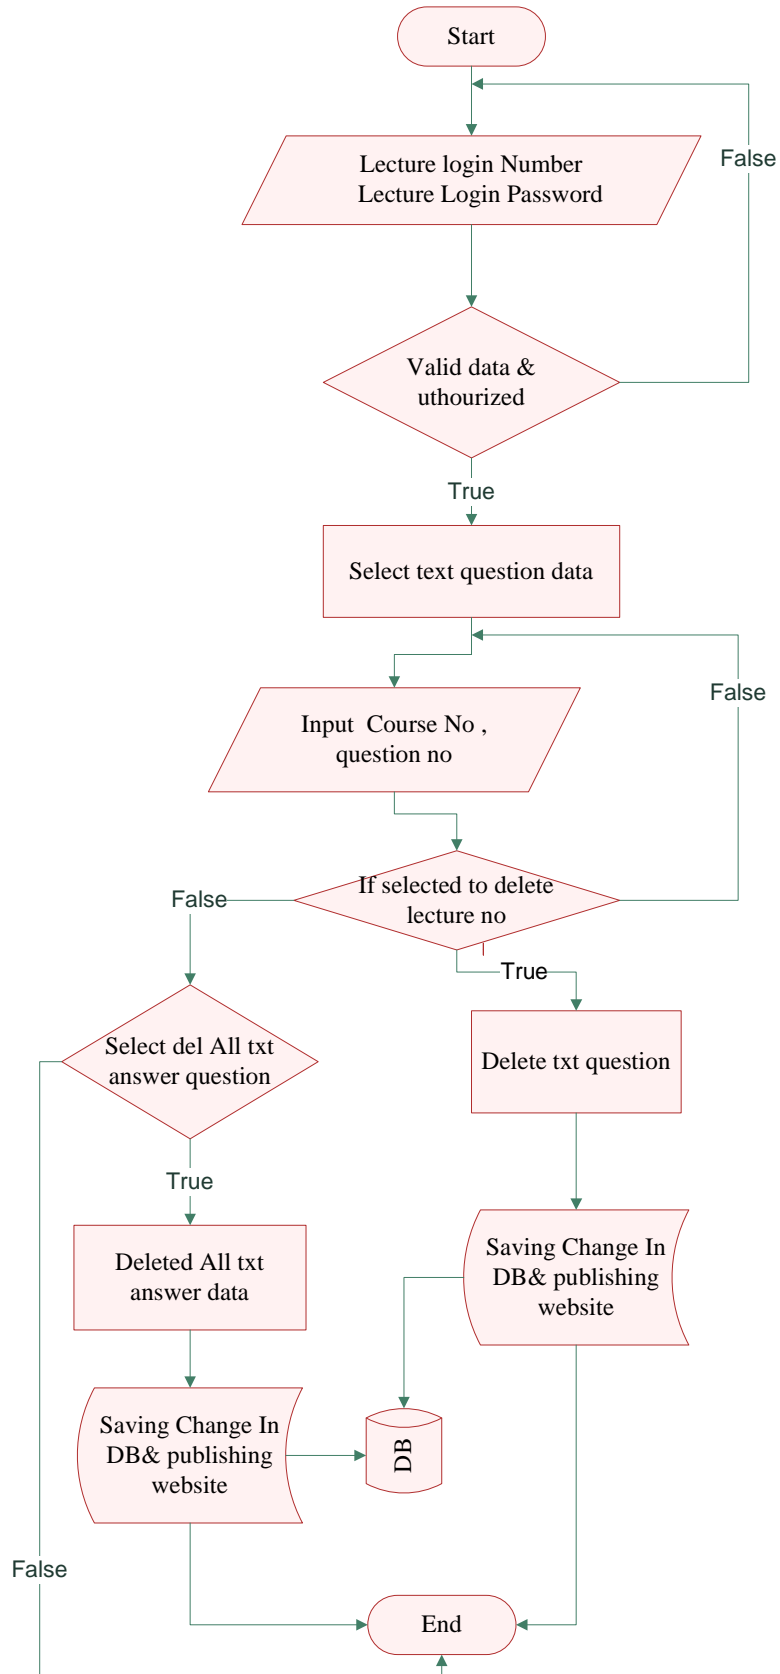 Start
False
Lecture login Number
Lecture Login Password
Valid data &
uthourized
True
Select text question data
False
Input  Course No ,
question no
If selected to delete
lecture no
False
True
Select del All txt
answer question
Delete txt question
True
Deleted All txt
answer data
Saving Change In
DB& publishing
website
Saving Change In
DB& publishing
website
DB
False
End